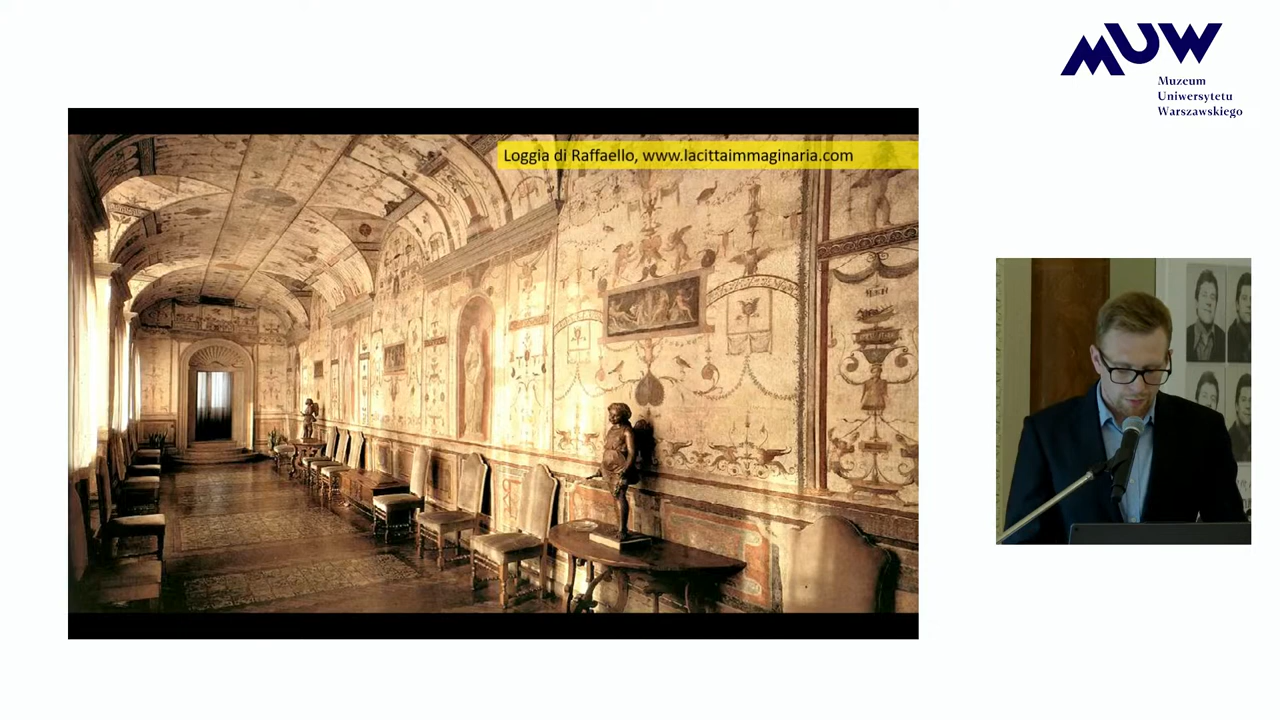 MUW
Muzeum
Uniwersytetu
Warszawskiego
Loggia di Raffaello, www.lacittaimmaginaria.com